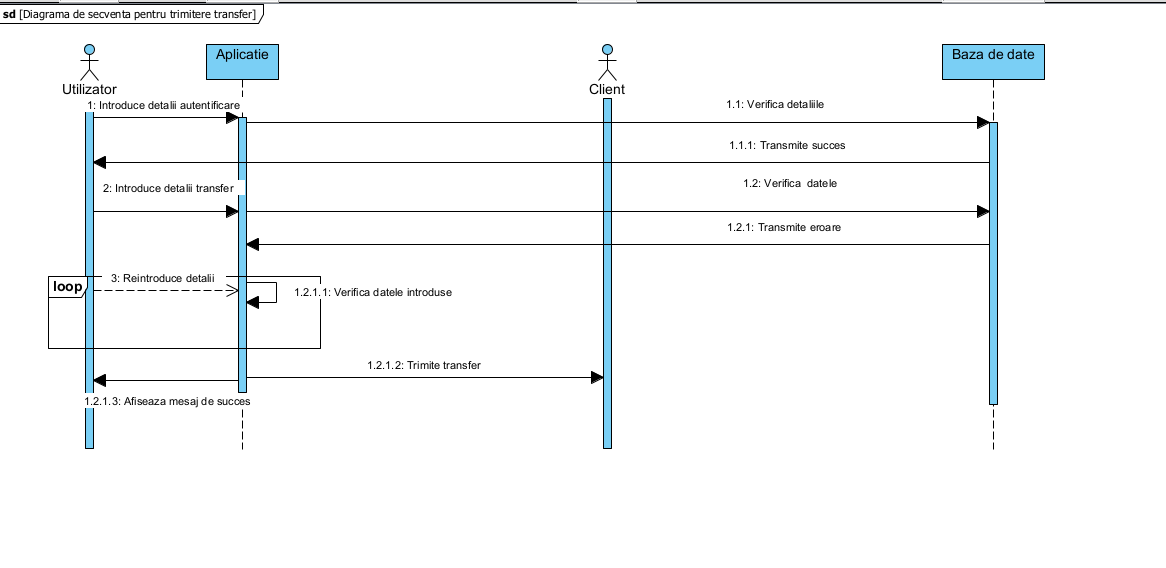 sd [Diagrama de secventa pentru trimitere transfer]
Utilizator
Aplicatie
Client
Baza de date
1: Introduce detalii autentificare
1.1: Verifica detaliile
1.1.1: Transmite succes
2: Introduce detalii transfer
1.2: Verifica datele
1.2.1: Transmite eroare
loop
3: Reintroduce detalii
1.2.1.1: Verifica datele introduse
1.2.1.2: Trimite transfer
1.2.1.3: Afiseaza mesaj de succes